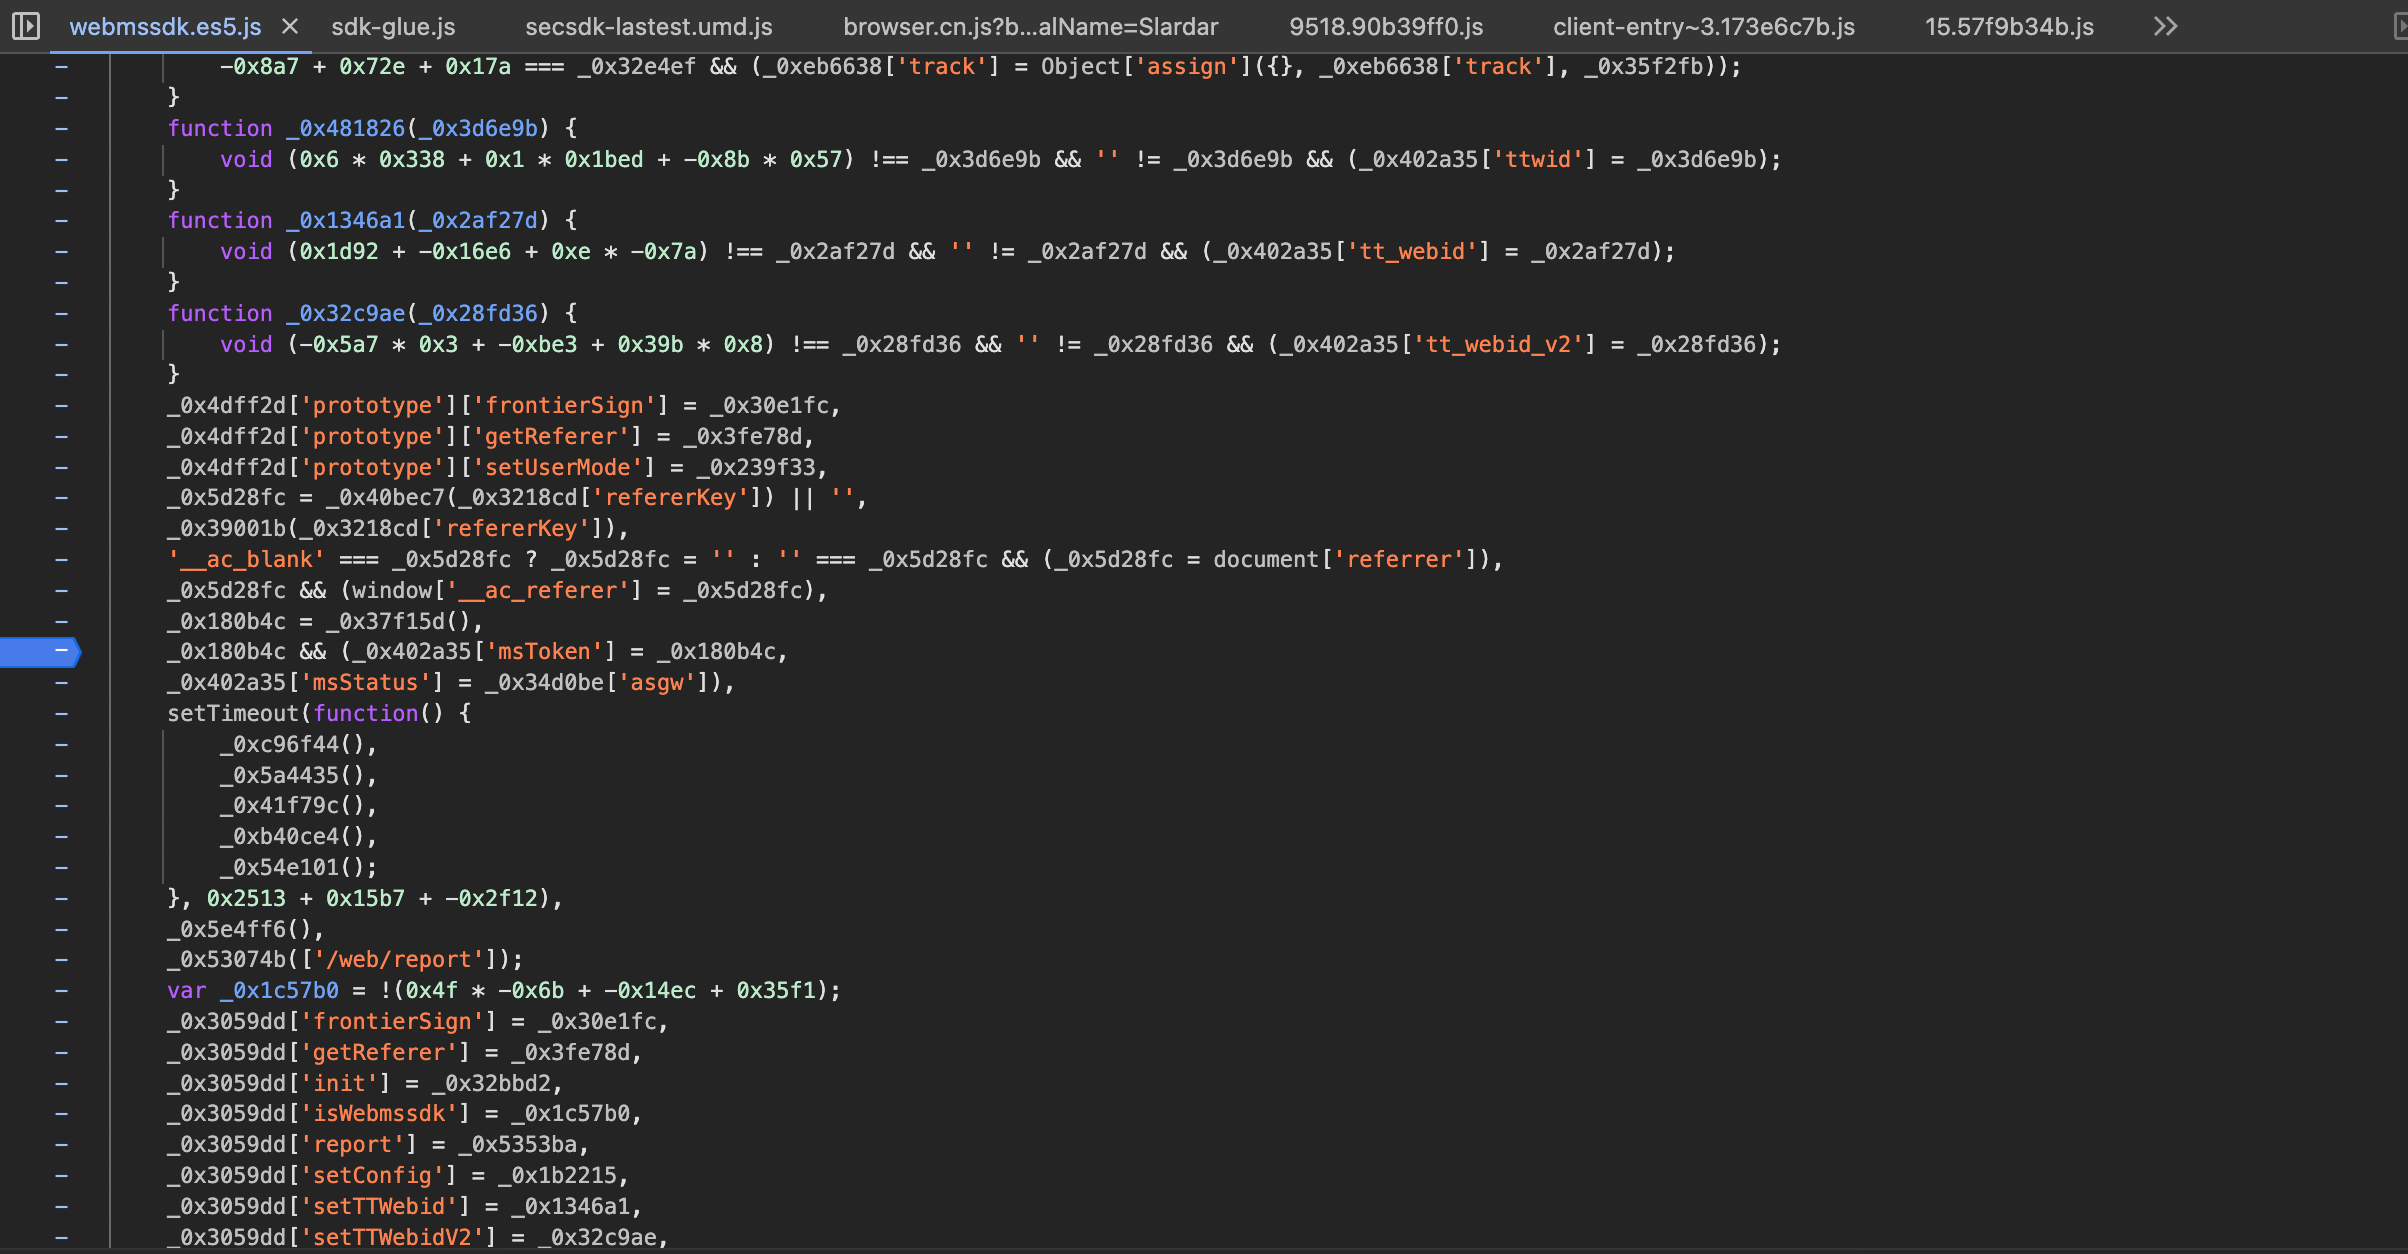 webmssdk.es5.js × sdk-glue.js secsdk-lastest.umd.js browser.cn.js?b...alName=Slardar 9518.90b39ff0.js client-entry~3.173e6c7b.js 15.57f9b34b.js
-0x8a7 + 0x72e + 0x17a === _0x32e4ef && (_0xeb6638['track'] = Object['assign']({}, _0xeb6638['track'], _0x35f2fb));
}
function _0x481826(_0x3d6e9b) {
void (0x6 * 0x338 + 0x1 * 0x1bed + -0x8b * 0x57) !== _0x3d6e9b && '' != _0x3d6e9b && (_0x402a35['ttwid'] = _0x3d6e9b);
}
function _0x1346a1(_0x2af27d) {
void (0x1d92 + -0x16e6 + 0xe * -0x7a) !== _0x2af27d && '' != _0x2af27d && (_0x402a35['tt_webid'] = _0x2af27d);
}
function _0x32c9ae(_0x28fd36) {
void (-0x5a7 * 0x3 + -0xbe3 + 0x39b * 0x8) !== _0x28fd36 && '' != _0x28fd36 && (_0x402a35['tt_webid_v2'] = _0x28fd36);
}
_0x4dff2d['prototype']['frontierSign'] = _0x30e1fc,
_0x4dff2d['prototype']['getReferer'] = _0x3fe78d,
_0x4dff2d['prototype']['setUserMode'] = _0x239f33,
_0x5d28fc = _0x40bec7(_0x3218cd['refererKey']) || '',
_0x39001b(_0x3218cd['refererKey']),
'__ac_blank' === _0x5d28fc ? _0x5d28fc = '' : '' === _0x5d28fc && (_0x5d28fc = document['referrer']),
_0x5d28fc && (window['__ac_referer'] = _0x5d28fc),
_0x180b4c = _0x37f15d(),
_0x180b4c && (_0x402a35['msToken'] = _0x180b4c,
_0x402a35['msStatus'] = _0x34d0be['asgw']),
setTimeout(function() {
_0xc96f44(),
_0x5a4435(),
_0x41f79c(),
_0xb40ce4(),
_0x54e101();
}, 0x2513 + 0x15b7 + -0x2f12),
_0x5e4ff6(),
_0x53074b(['/web/report']);
var _0x1c57b0 = !(0x4f * -0x6b + -0x14ec + 0x35f1);
_0x3059dd['frontierSign'] = _0x30e1fc,
_0x3059dd['getReferer'] = _0x3fe78d,
_0x3059dd['init'] = _0x32bbd2,
_0x3059dd['isWebmssdk'] = _0x1c57b0,
_0x3059dd['report'] = _0x5353ba,
_0x3059dd['setConfig'] = _0x1b2215,
_0x3059dd['setTTWebid'] = _0x1346a1,
_0x3059dd['setTTWebidV2'] = _0x32c9ae,